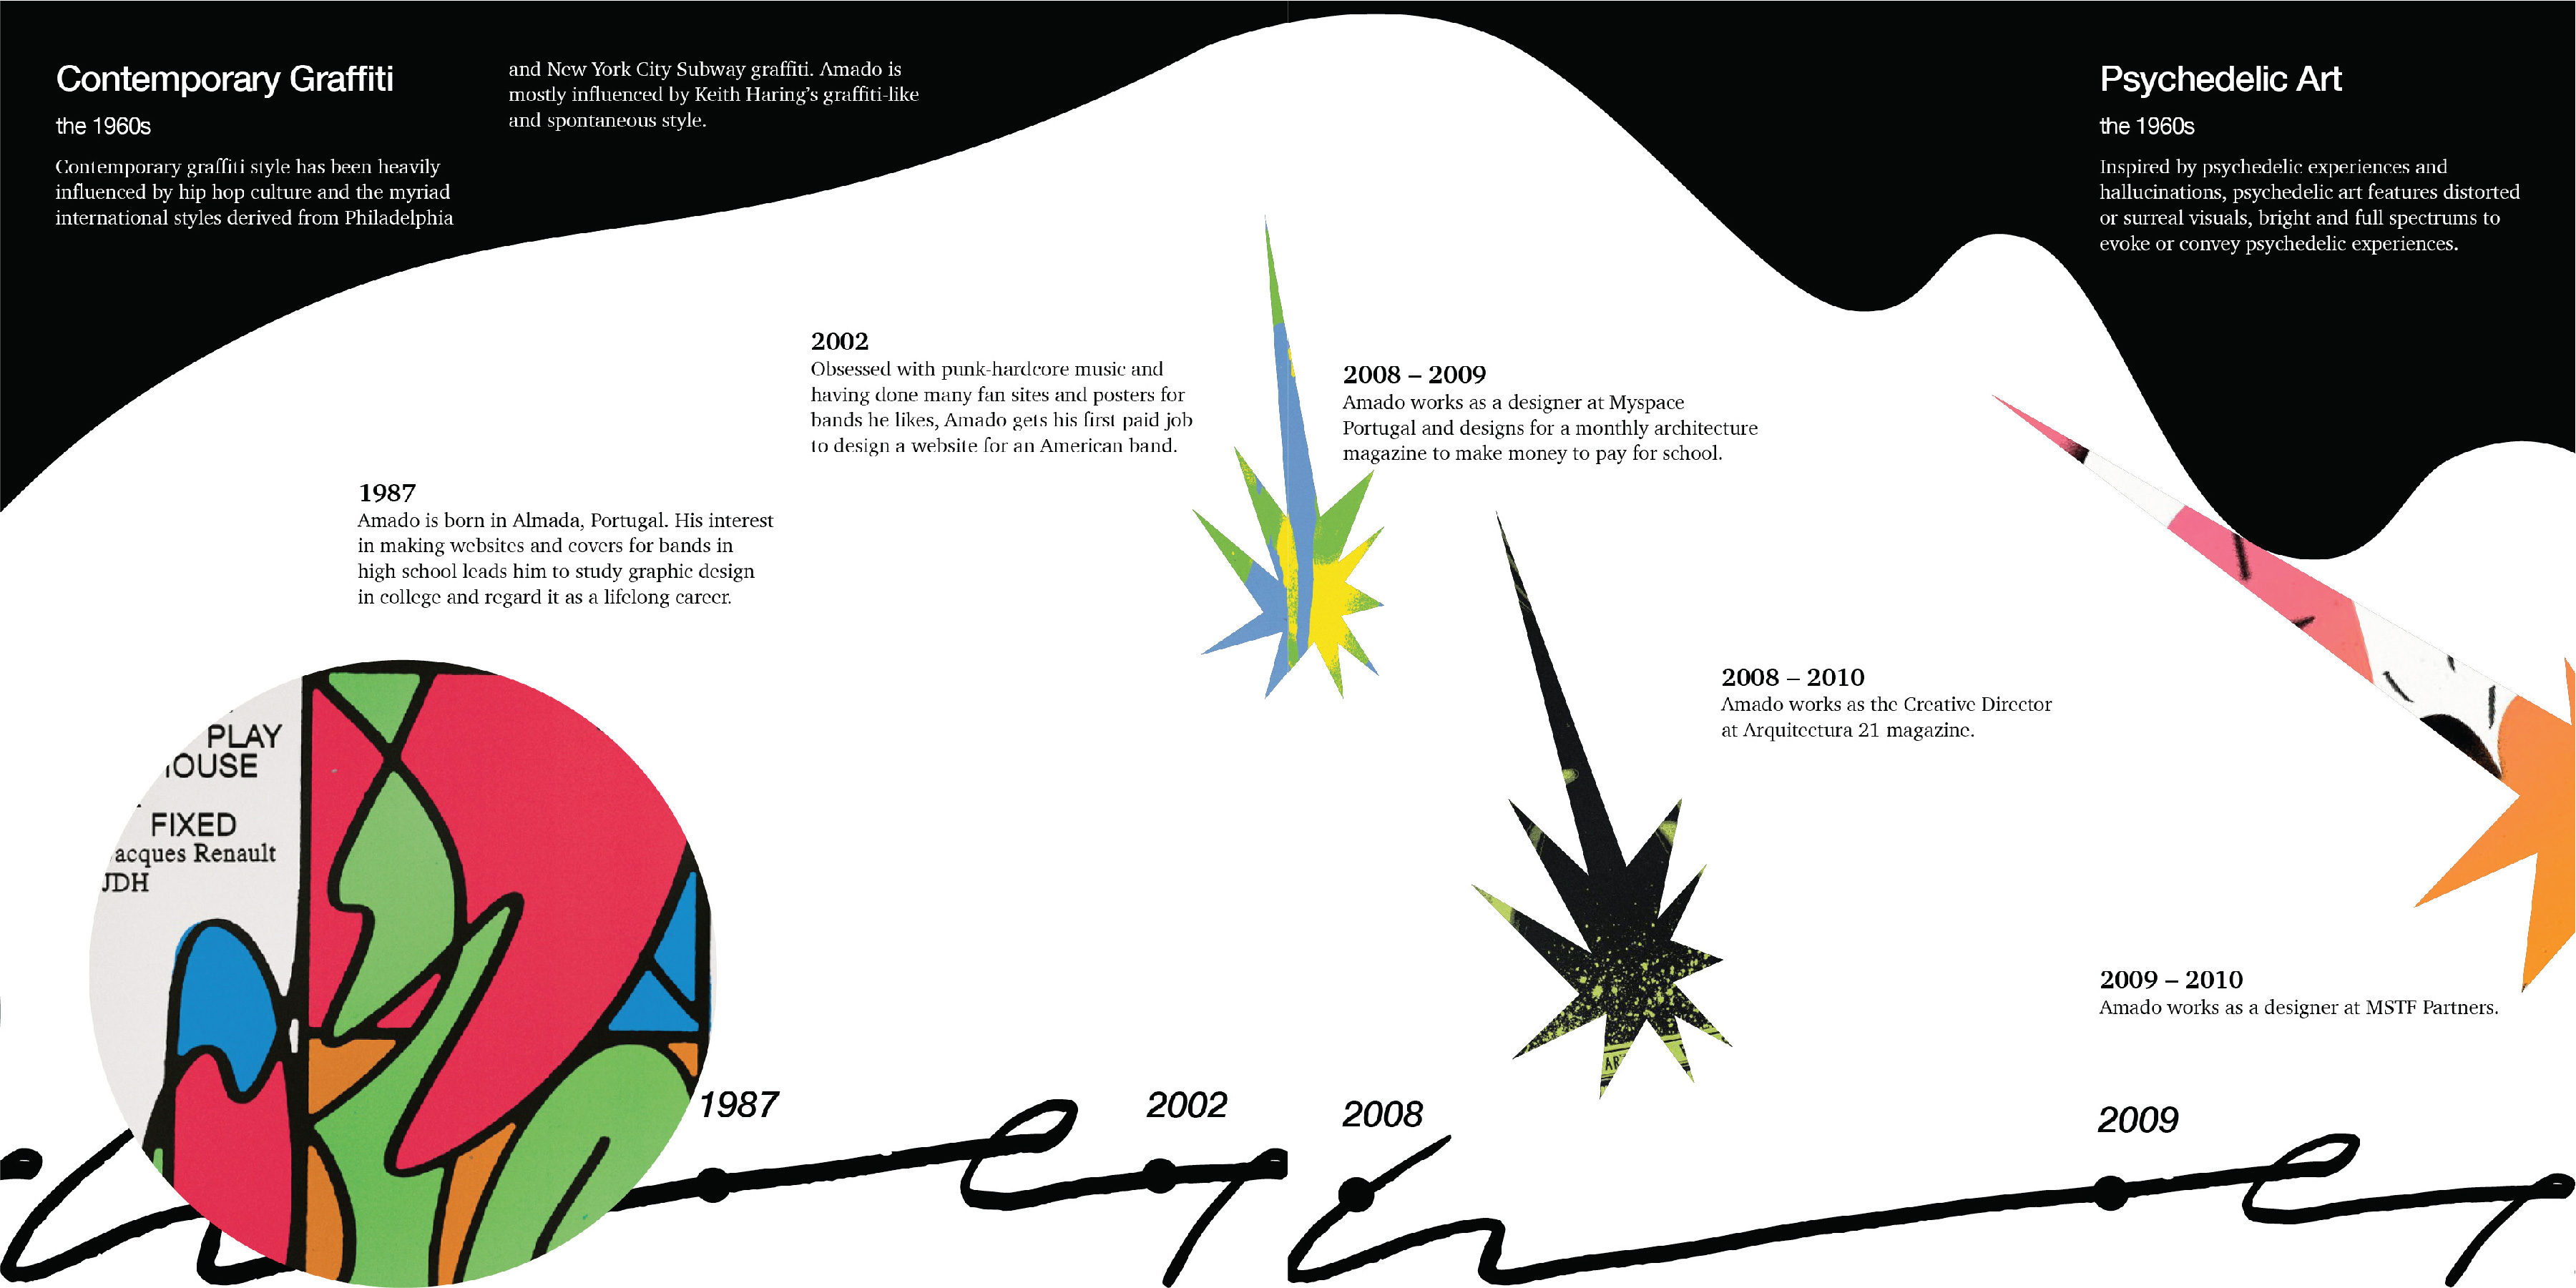 Contemporary Graffiti
the 1960s
Contemporary graffiti style has been heavily
influenced by hip hop culture and the myriad
international styles derived from Philadelphia
and New York City Subway graffiti. Amado is
mostly influenced by Keith Haring's graffiti-like
and spontaneous style.
Psychedelic Art
the 1960s
Inspired by psychedelic experiences and
hallucinations, psychedelic art features distorted
or surreal visuals, bright and full spectrums to
evoke or convey psychedelic experiences.
1987
Amado is born in Almada, Portugal. His interest
in making websites and covers for bands in
high school leads him to study graphic design
in college and regard it as a lifelong career.
2002
Obsessed with punk-hardcore music and
having done many fan sites and posters for
bands he likes, Amado gets his first paid job
to design a website for an American band.
2008 – 2009
Amado works as a designer at Myspace
Portugal and designs for a monthly architecture
magazine to make money to pay for school.
2008 – 2010
Amado works as the Creative Director
at Arquitectura 21 magazine.
2009 – 2010
Amado works as a designer at MSTF Partners.
PLAY
OUSE
FIXED
acques Renault
JDH
AR
1987
2002
2008
2009